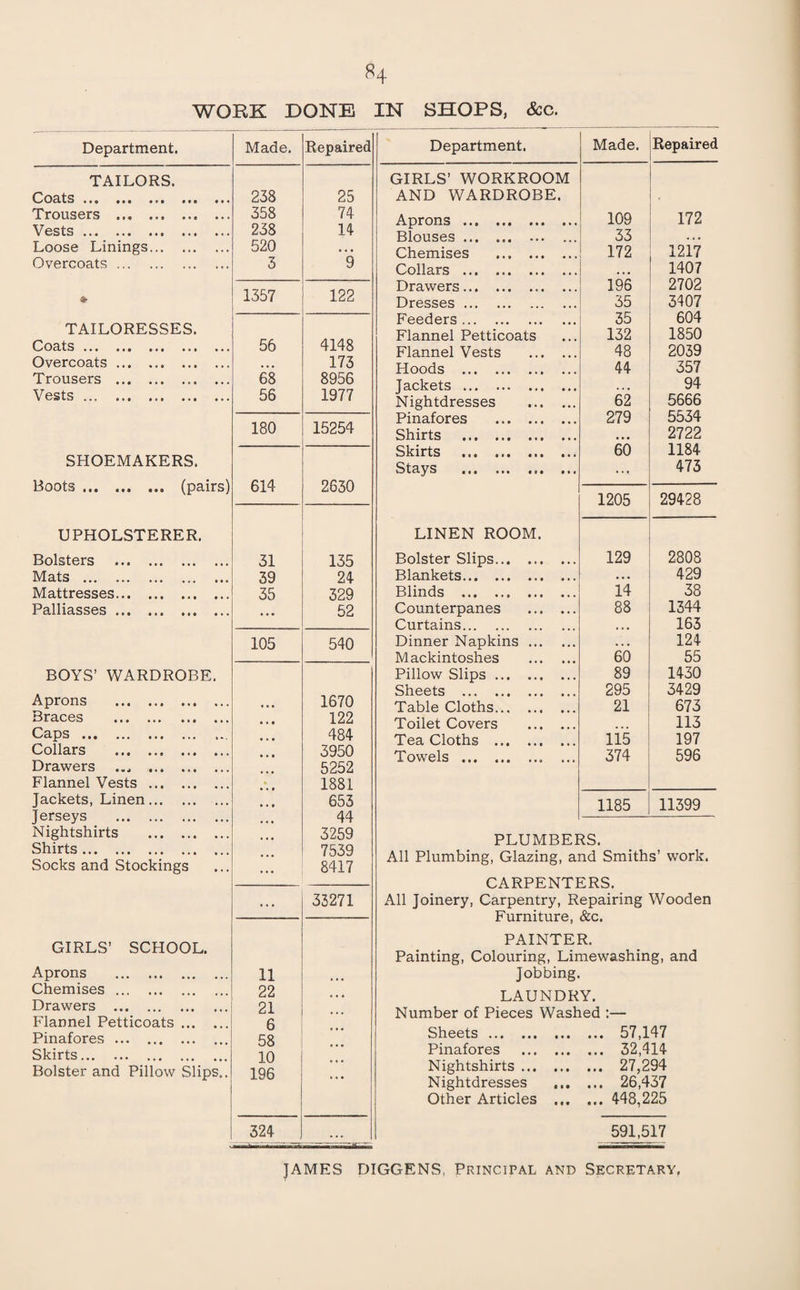 84
WORK DONE IN SHOPS, &c.
Department. Made. Repaired
TAILORS.
Coats ... ... ... ... ... 238 25
Trousers ... ... ... ... 358 74
Vests ... ... ... ... ... 238 14
Loose Linings... ... ... 520 ...
Overcoats ... ... ... ... 3 9
1357 122
TAILORESSES.
Coats ... ... ... ... ... 56 4148
Overcoats ... ... ... ... ... 173
Trousers ... ... ... ... 68 8956
Vests ... ... ... ... ... 56 1977
180 15254
SHOEMAKERS.
Boots ... ... ... (pairs) 614 2630
UPHOLSTERER.
Bolsters ... ... ... ... 31 135
Mats ... ... ... ... ... 39 24
Mattresses... ... ... ... 35 329
Palliasses ... ... ... ... ... 52
105 540
BOYS' WARDROBE.
Aprons ... ... ... ... ... 1670
Braces ... ... ... ... ... 122
Caps ... ... ... ... ... ... 484
Collars ... ... ... ... ... 3950
Drawers ... ... ... ... ... 5252
Flannel Vests ... ... ... ... 1881
Jackets, Linen ... ... ... ... 653
Jerseys ... ... ... ... ... 44
Nightshirts ... ... ... ... 3259
Shirts ... ... ... ... ... ... 7539
Socks and Stockings ... ... 8417
... 33271
GIRLS' SCHOOL.
Aprons ... ... ... ... 11 ...
Chemises ... ... ... ... 22 ...
Drawers ... ... ... ... 21 ...
Flannel Petticoats ... ... 6 ...
Pinafores ... ... ... ... 58 ...
Skirts... ... ... ... ... 10 ...
Bolster and Pillow Slips.. 196 ...
324 ...
Department. Made. Repaired
GIRLS' WORKROOM
AND WARDROBE.
Aprons ... ... ... ... 109 172
Blouses ... ... ... ... 33 ...
Chemises ... ... ... 172 1217
Collars ... ... ... ... ... 1407
Drawers... ... ... ... 196 2702
Dresses ... ... ... ... 35 3407
Feeders ... ... ... ... 35 604
Flannel Petticoats ... 132 1850
Flannel Vests ... ... 48 2039
Hoods ... ... ... ... 44 357
Jackets ... ... ... ... ... 94
Nightdresses ... ... 62 5666
Pinafores ... ... ... 279 5534
Shirts ... ... ... ... ... 2722
Skirts ... ... ... ... 60 1184
Stays ... ... ... ... ... 473
1205 29428
LINEN ROOM.
Bolster Slips... ... ... 129 2808
Blankets... ... ... ... ... 429
Blinds ... ... ... ... 14 38
Counterpanes ... ... 88 1344
Curtains... ... ... ... ... 163
Dinner Napkins ... ... ... 124
Mackintoshes ... ... 60 55
Pillow Slips ... ... ... 89 1430
Sheets ... ... ... ... 295 3429
Table Cloths... ... ... 21 673
Toilet Covers ... ... ... 113
Tea Cloths ... ... ... 115 197
Towels ... ... ... ... 374 596
1185 11399
PLUMBERS.
All Plumbing, Glazing, and Smiths' work.
CARPENTERS.
All Joinery, Carpentry, Repairing Wooden
Furniture, &c.
PAINTER.
Painting, Colouring, Limewashing, and
Jobbing.
LAUNDRY.
Number of Pieces Washed :—
Sheets ... ... ... ... 57,147
Pinafores ... ... ... 32,414
Nightshirts ... ... ... 27,294
Nightdresses ... ... 26,437
Other Articles ... ... 448,225
591,517
JAMES DIGGENS, PRINCIPAL AND SECRETARY,